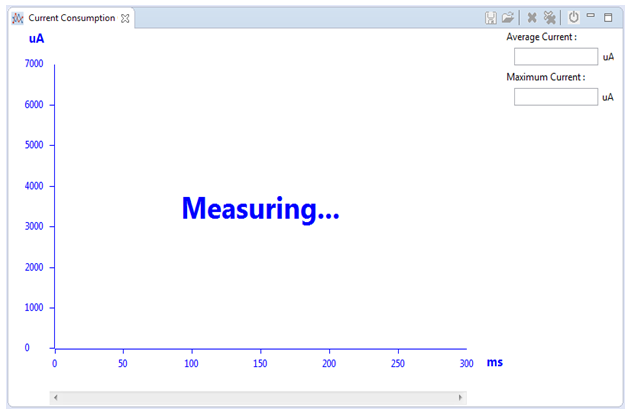 Current Consumption
uA
Average Current :
uA
Maximum Current :
uA
7000
6000
5000
4000
3000
2000
1000
0
Measuring...
0 50 100 150 200 250 300 ms